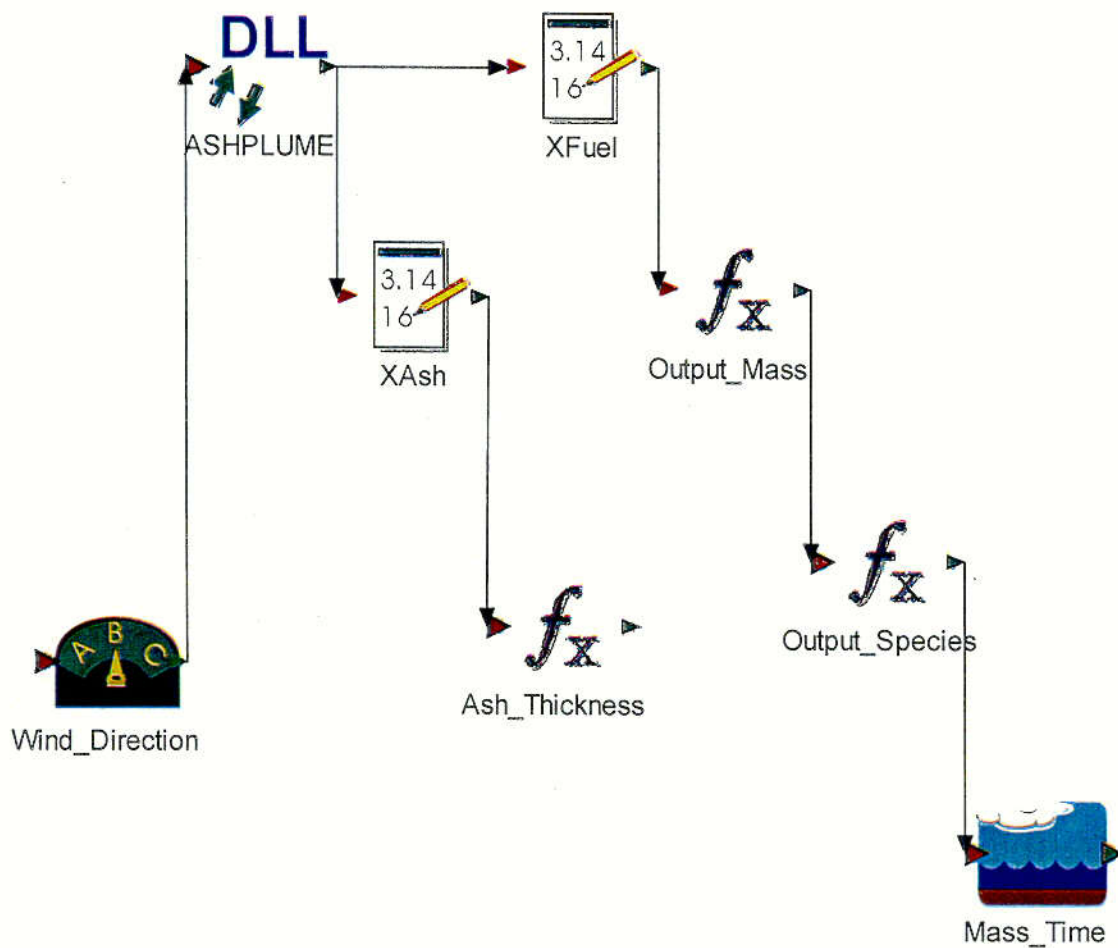 DLL
ASHPLUME
3.14
16
XFuel
3.14
16
XAsh
fx
Output_Mass
fx
Output_Species
fx
Ash_Thickness
A B C
Wind_Direction
Mass_Time